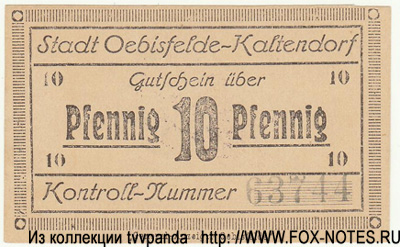 Stadt Oebisfelde-Kaltendorf
10 Gutschein über 10
Pfennig 10 Pfennig
10 10
Kontroll-Nummer 63744
Из коллекции tvvpanda http://WWW.FOX-NOTES.RU